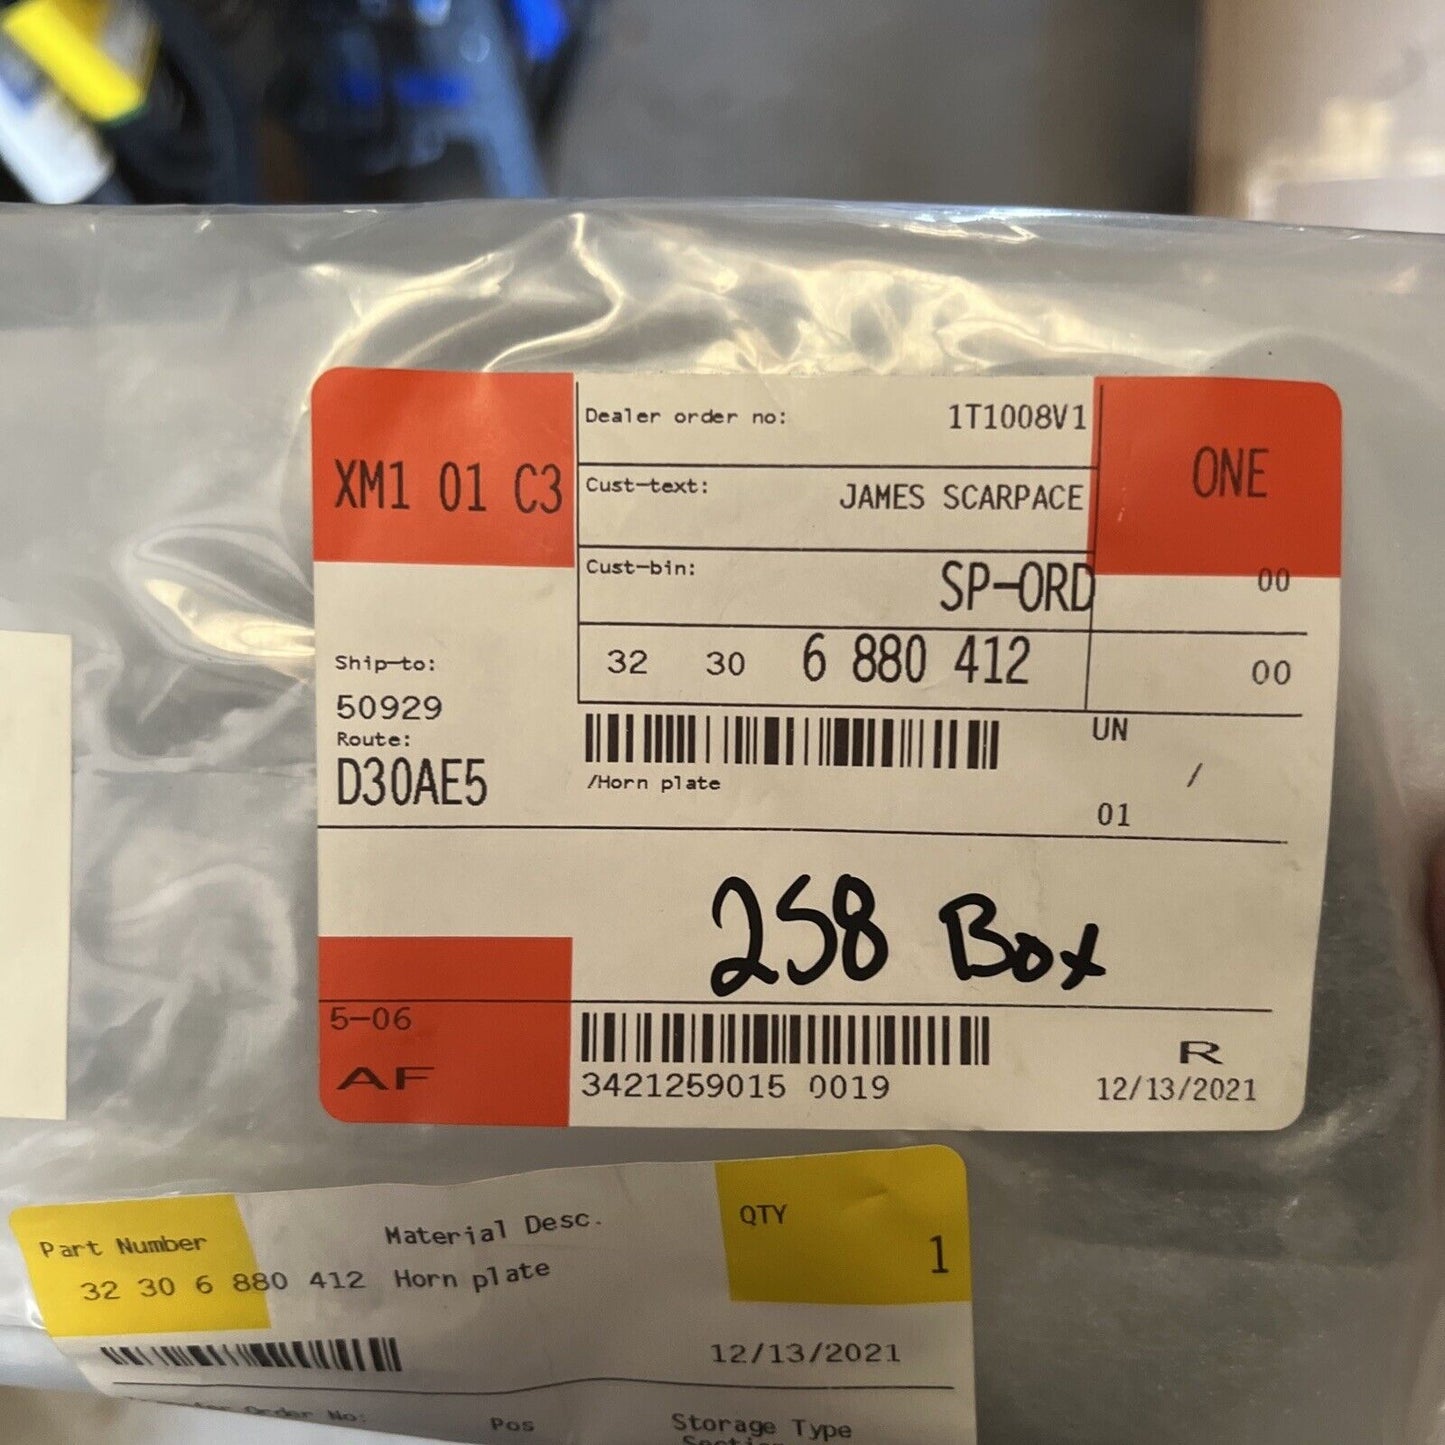 XM1 01 C3
Dealer order no: 1T1008V1
Cust-text: JAMES SCARPACE
Cust-bin: SP-ORD
ONE
00
32 30 6 880 412
00
Ship-to:
50929
Route:
D30AE5
/Horn plate
UN
/
01
258 Box
5-06
AF
3421259015 0019
R
12/13/2021
Part Number
32 30 6 880 412
Material Desc.
Horn plate
QTY
1
12/13/2021
Order No:
Pos
Storage Type